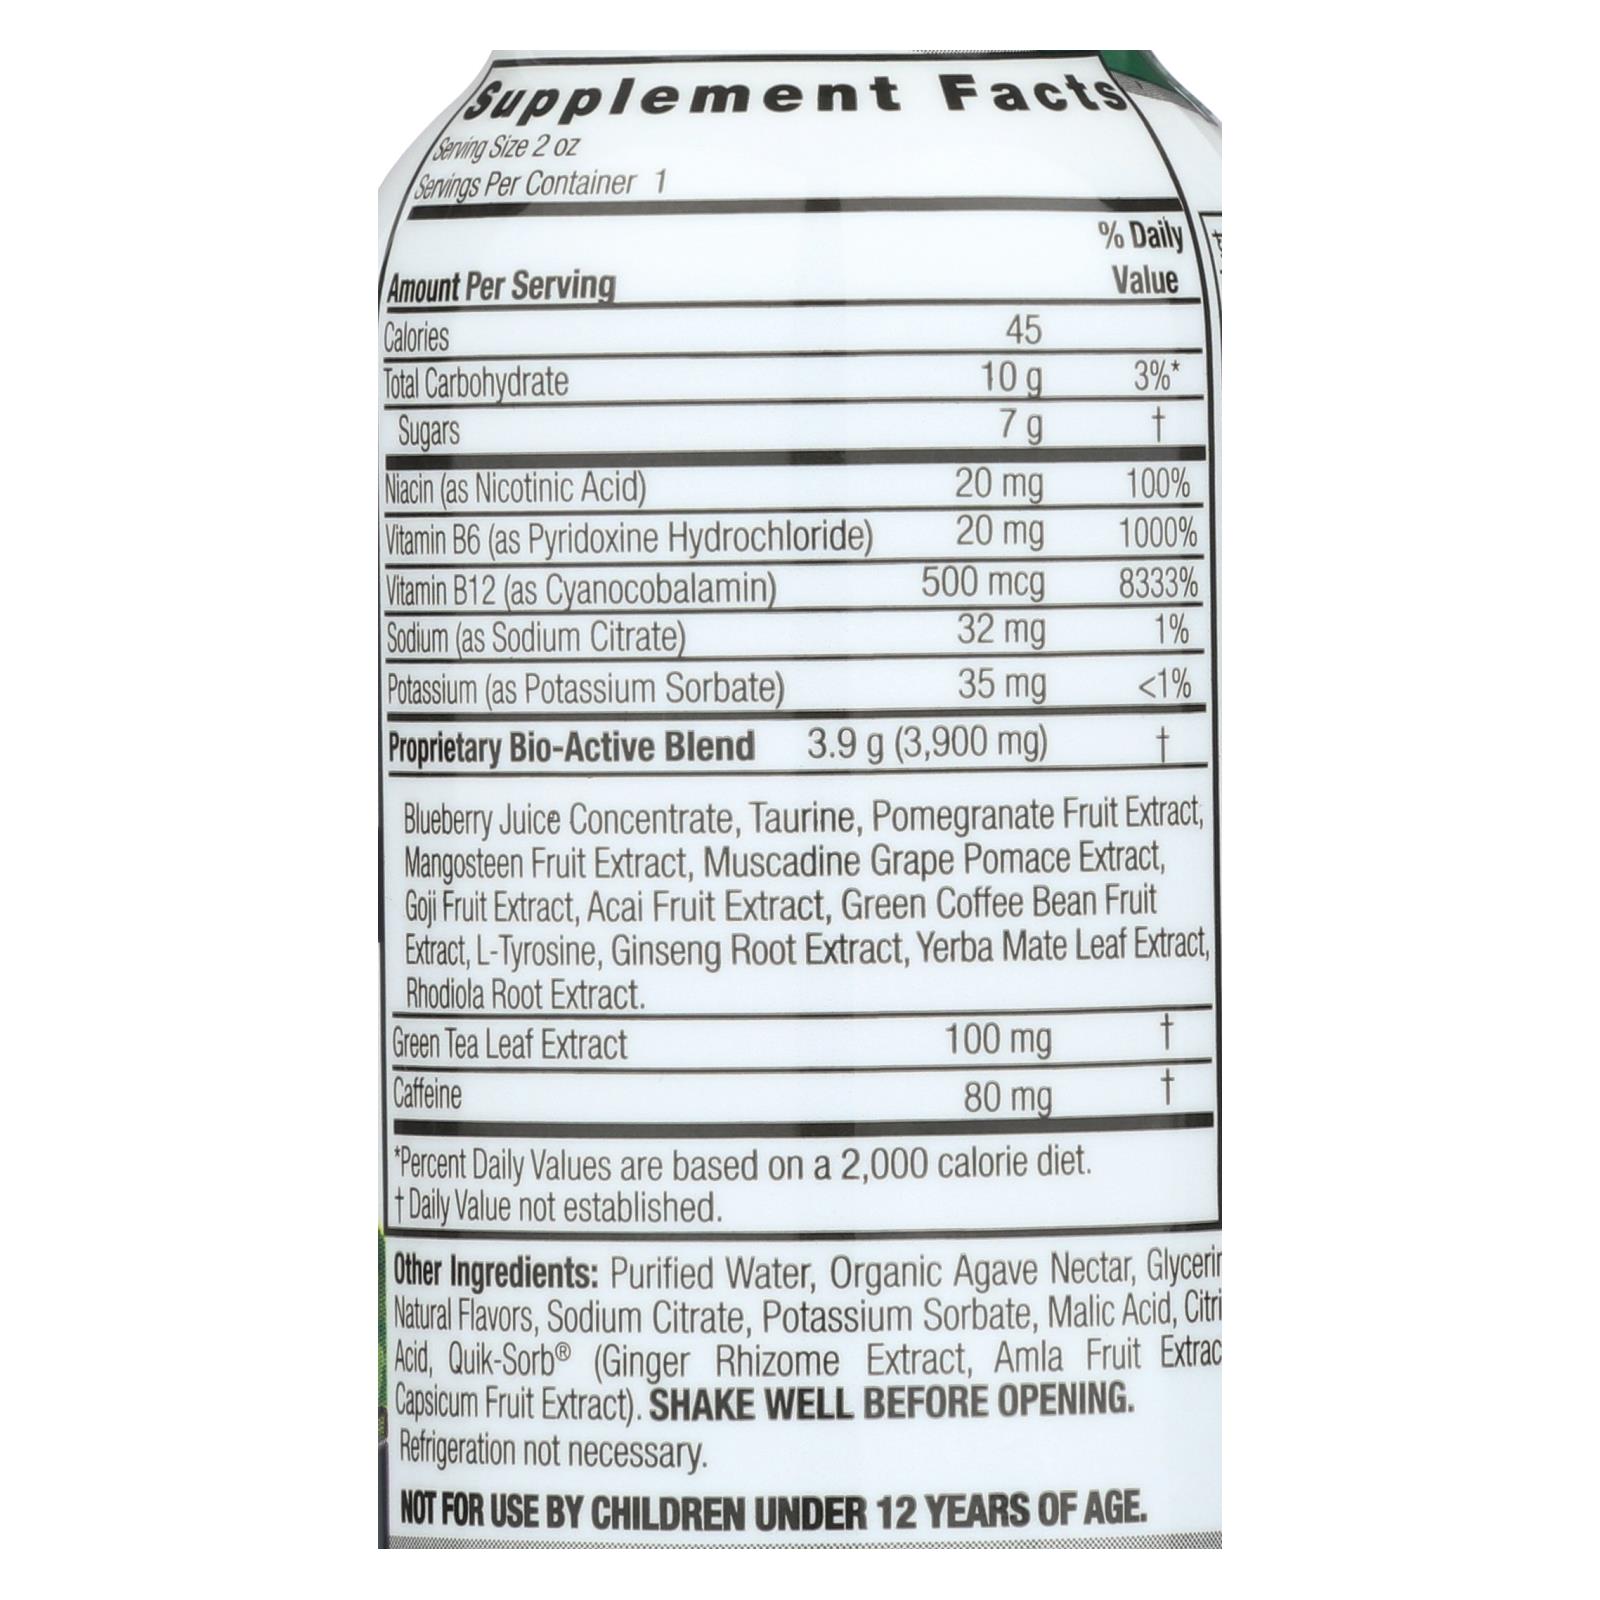 Supplement Facts
Serving Size 2 oz
Servings Per Container 1
% Daily
Value
Amount Per Serving
Calories 45
Total Carbohydrate 10 g 3%*
Sugars 7 g †
Niacin (as Nicotinic Acid) 20 mg 100%
Vitamin B6 (as Pyridoxine Hydrochloride) 20 mg 1000%
Vitamin B12 (as Cyanocobalamin) 500 mcg 8333%
Sodium (as Sodium Citrate) 32 mg 1%
Potassium (as Potassium Sorbate) 35 mg <1%
Proprietary Bio-Active Blend 3.9 g (3,900 mg) †
Blueberry Juice Concentrate, Taurine, Pomegranate Fruit Extract,
Mangosteen Fruit Extract, Muscadine Grape Pomace Extract,
Goji Fruit Extract, Acai Fruit Extract, Green Coffee Bean Fruit
Extract, L-Tyrosine, Ginseng Root Extract, Yerba Mate Leaf Extract,
Rhodiola Root Extract.
Green Tea Leaf Extract 100 mg †
Caffeine 80 mg †
*Percent Daily Values are based on a 2,000 calorie diet.
† Daily Value not established.
Other Ingredients: Purified Water, Organic Agave Nectar, Glycerin
Natural Flavors, Sodium Citrate, Potassium Sorbate, Malic Acid, Citri
Acid, Quik-Sorb® (Ginger Rhizome Extract, Amla Fruit Extrac
Capsicum Fruit Extract). SHAKE WELL BEFORE OPENING.
Refrigeration not necessary.
NOT FOR USE BY CHILDREN UNDER 12 YEARS OF AGE.